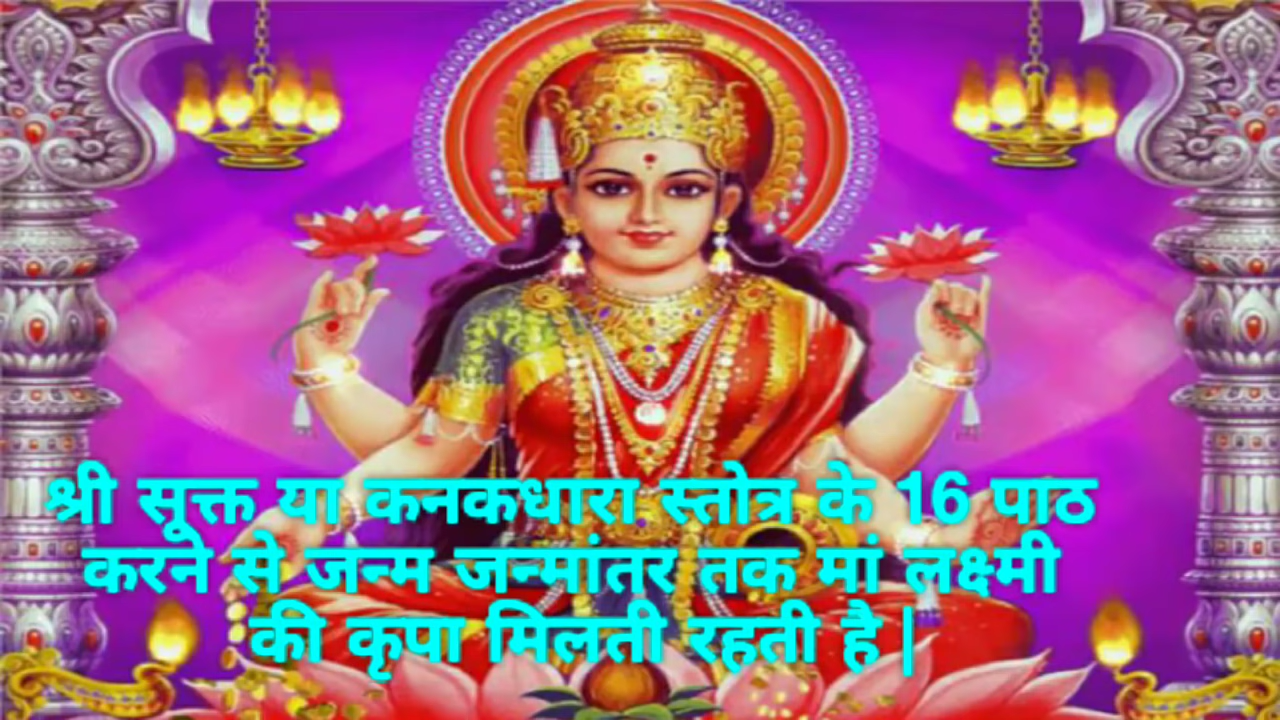 श्री सूक्त या कनकधारा स्तोत्र के 16 पाठ
करने से जन्म जन्मांतर तक मां लक्ष्मी
की कृपा मिलती रहती है |